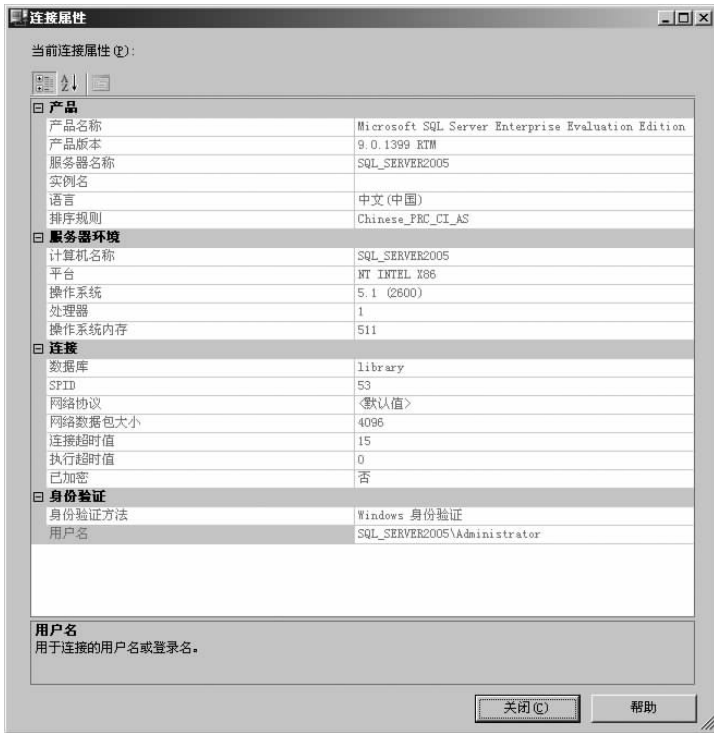 连接属性
当前连接属性(P):
产品
产品名称 Microsoft SQL Server Enterprise Evaluation Edition
产品版本 9.0.1399 RTM
服务器名称 SQL_SERVER2005
实例名
语言 中文(中国)
排序规则 Chinese_PRC_CI_AS
服务器环境
计算机名称 SQL_SERVER2005
平台 NT INTEL X86
操作系统 5.1 (2600)
处理器 1
操作系统内存 511
连接
数据库 library
SPID 53
网络协议 <默认值>
网络数据包大小 4096
连接超时值 15
执行超时值 0
已加密 否
身份验证
身份验证方法 Windows 身份验证
用户名 SQL_SERVER2005\Administrator
用户名
用于连接的用户名或登录名。
关闭(C) 帮助